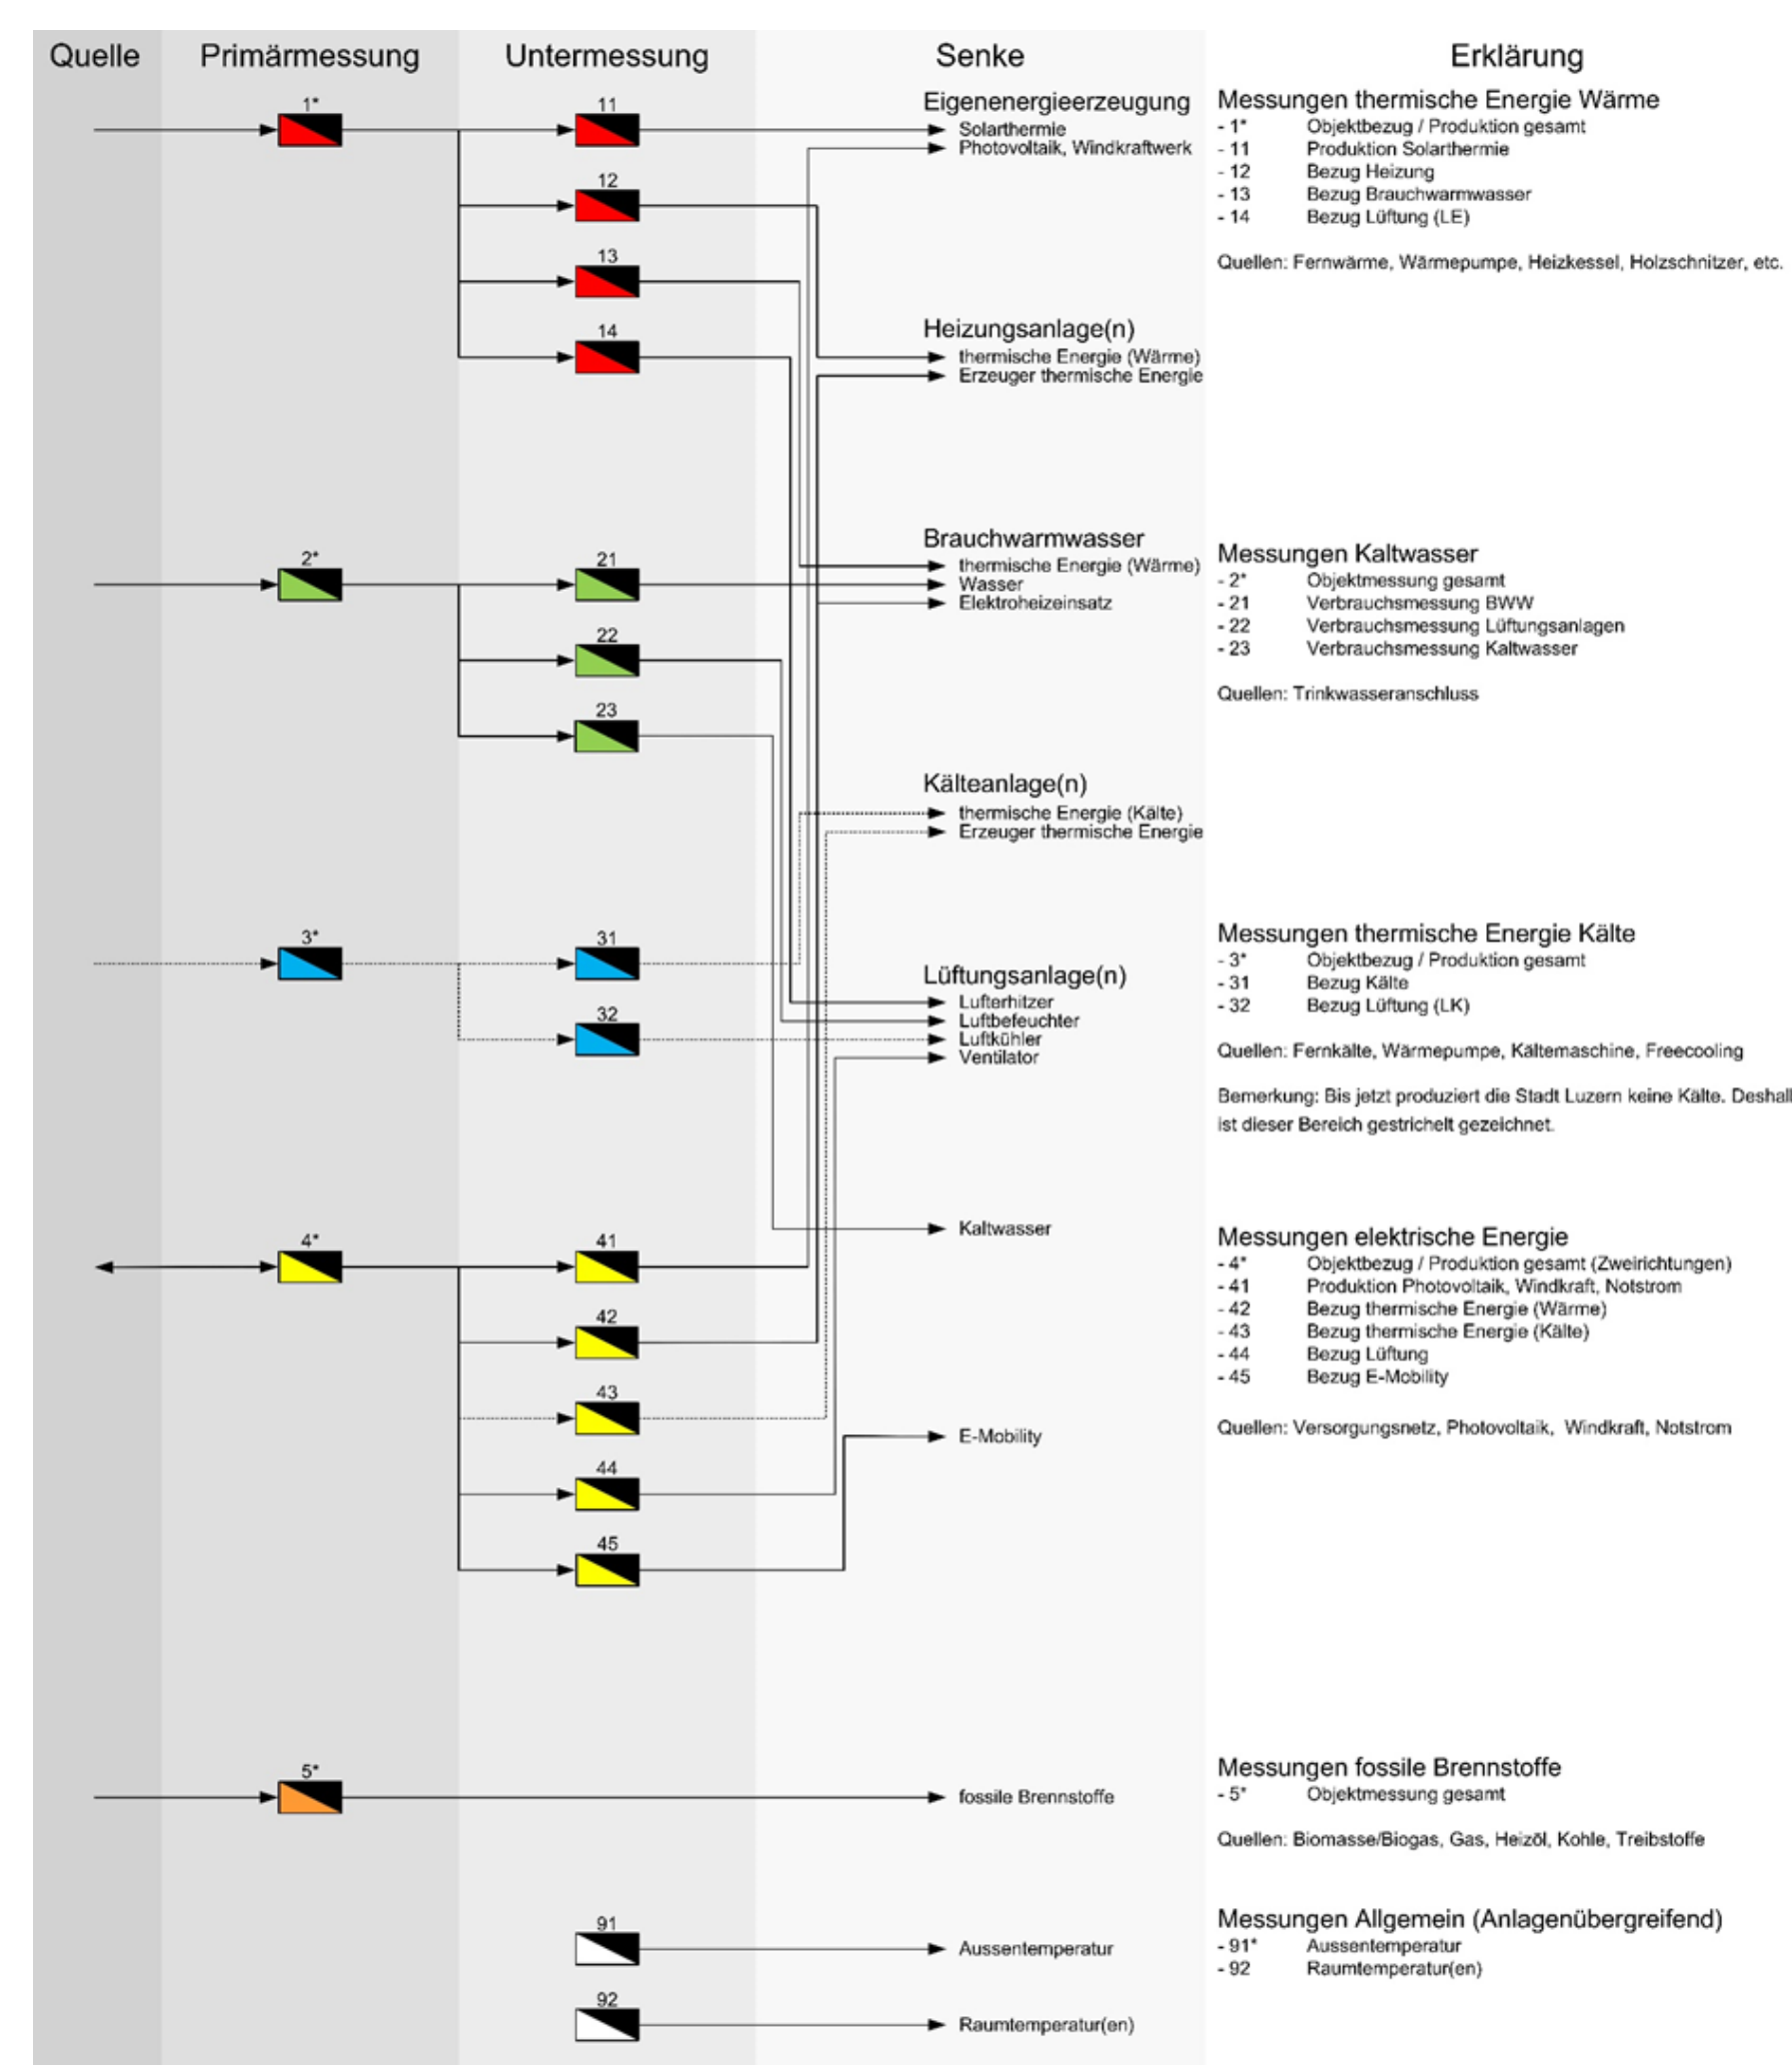 Quelle Primärmessung Untermessung Senke Erklärung
1*
11
12
13
14
2*
21
22
23
3*
31
32
4*
41
42
43
44
45
5*
91
92
Eigenenergieerzeugung
Solarthermie
Photovoltaik, Windkraftwerk
Heizungsanlage(n)
thermische Energie (Wärme)
Erzeuger thermische Energie
Brauchwarmwasser
thermische Energie (Wärme)
Wasser
Elektroheizeinsatz
Kälteanlage(n)
thermische Energie (Kälte)
Erzeuger thermische Energie
Lüftungsanlage(n)
Lufterhitzer
Luftbefeuchter
Luftkühler
Ventilator
Kaltwasser
E-Mobility
fossile Brennstoffe
Aussentemperatur
Raumtemperatur(en)
Messungen thermische Energie Wärme
- 1* Objektbezug / Produktion gesamt
- 11 Produktion Solarthermie
- 12 Bezug Heizung
- 13 Bezug Brauchwarmwasser
- 14 Bezug Lüftung (LE)
Quellen: Fernwärme, Wärmepumpe, Heizkessel, Holzschnitzer, etc.
Messungen Kaltwasser
- 2* Objektmessung gesamt
- 21 Verbrauchsmessung BWW
- 22 Verbrauchsmessung Lüftungsanlagen
- 23 Verbrauchsmessung Kaltwasser
Quellen: Trinkwasseranschluss
Messungen thermische Energie Kälte
- 3* Objektbezug / Produktion gesamt
- 31 Bezug Kälte
- 32 Bezug Lüftung (LK)
Quellen: Fernkälte, Wärmepumpe, Kältemaschine, Freecooling
Bemerkung: Bis jetzt produziert die Stadt Luzern keine Kälte.
ist dieser Bereich gestrichelt gezeichnet.
Messungen elektrische Energie
- 4* Objektbezug / Produktion gesamt (Zweirichtungen)
- 41 Produktion Photovoltaik, Windkraft, Notstrom
- 42 Bezug thermische Energie (Wärme)
- 43 Bezug thermische Energie (Kälte)
- 44 Bezug Lüftung
- 45 Bezug E-Mobility
Quellen: Versorgungsnetz, Photovoltaik, Windkraft, Notstrom
Messungen fossile Brennstoffe
- 5* Objektmessung gesamt
Quellen: Biomasse/Biogas, Gas, Heizöl, Kohle, Treibstoffe
Messungen Allgemein (Anlagenübergreifend)
- 91* Aussentemperatur
- 92 Raumtemperatur(en)